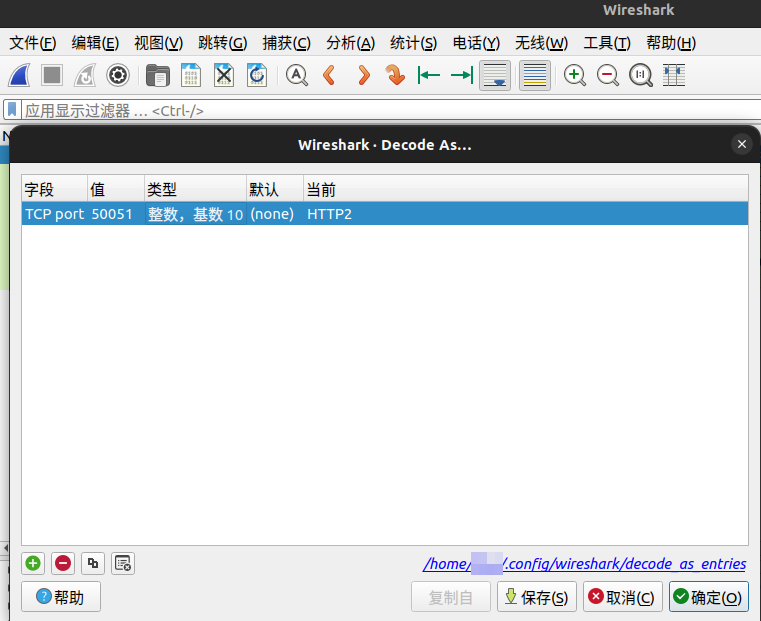 Wireshark
文件(F) 编辑(E) 视图(V) 跳转(G) 捕获(C) 分析(A) 统计(S) 电话(Y) 无线(W) 工具(T) 帮助(H)
应用显示过滤器 … <Ctrl-/>
Wireshark · Decode As…
字段 值 类型 默认 当前
TCP port 50051 整数，基数 10 (none) HTTP2
/home/ /.config/wireshark/decode_as_entries
帮助 复制自 保存(S) 取消(C) 确定(O)